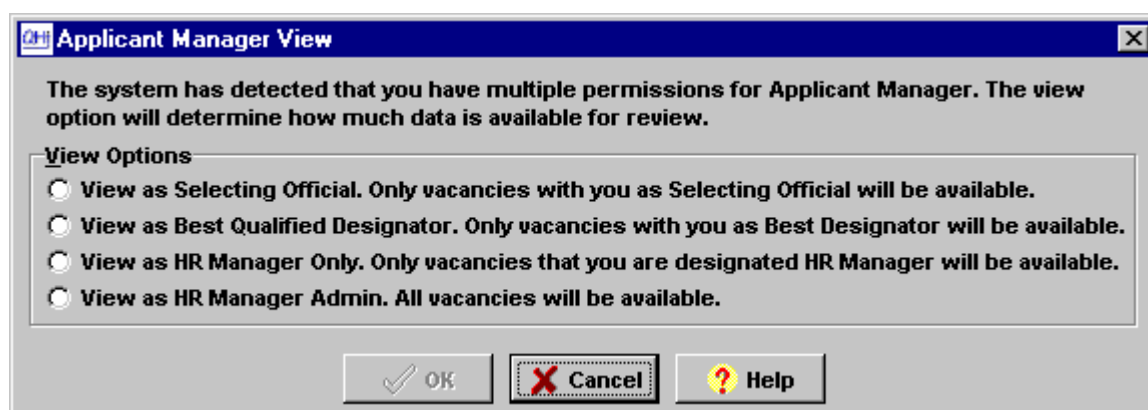 QHi Applicant Manager View
The system has detected that you have multiple permissions for Applicant Manager. The view
option will determine how much data is available for review.
View Options
View as Selecting Official. Only vacancies with you as Selecting Official will be available.
View as Best Qualified Designator. Only vacancies with you as Best Designator will be available.
View as HR Manager Only. Only vacancies that you are designated HR Manager will be available.
View as HR Manager Admin. All vacancies will be available.
OK Cancel ? Help